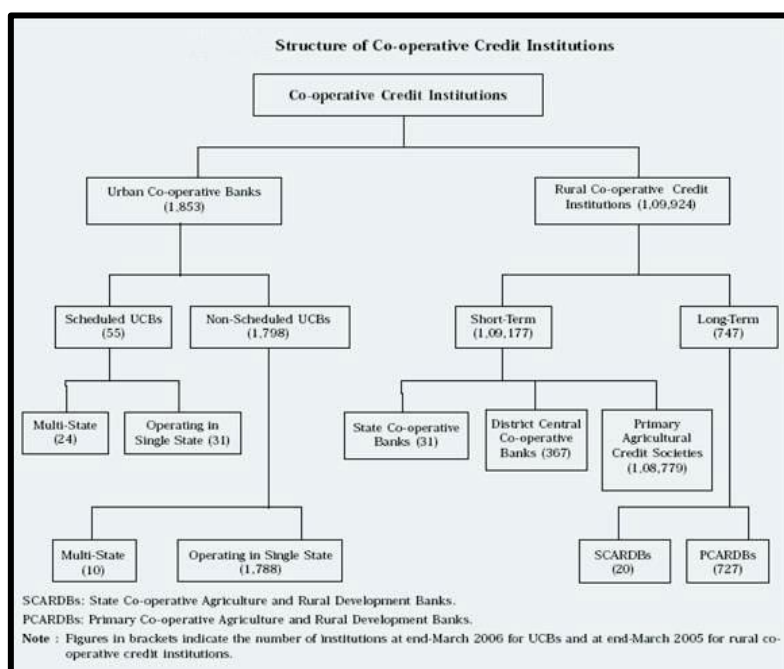 Structure of Co-operative Credit Institutions
Co-operative Credit Institutions
Urban Co-operative Banks
(1,853)
Rural Co-operative Credit
Institutions (1,09,924)
Scheduled UCBs
(55)
Non-Scheduled UCBs
(1,798)
Short-Term
(1,09,177)
Long-Term
(747)
Multi-State
(24)
Operating in
Single State (31)
State Co-operative
Banks (31)
District Central
Co-operative
Banks (367)
Primary
Agricultural
Credit Societies
(1,08,779)
Multi-State
(10)
Operating in Single State
(1,788)
SCARDBs
(20)
PCARDBs
(727)
SCARDBs: State Co-operative Agriculture and Rural Development Banks.
PCARDBs: Primary Co-operative Agriculture and Rural Development Banks.
Note : Figures in brackets indicate the number of institutions at end-March 2006 for UCBs and at end-March 2005 for rural co-
operative credit institutions.